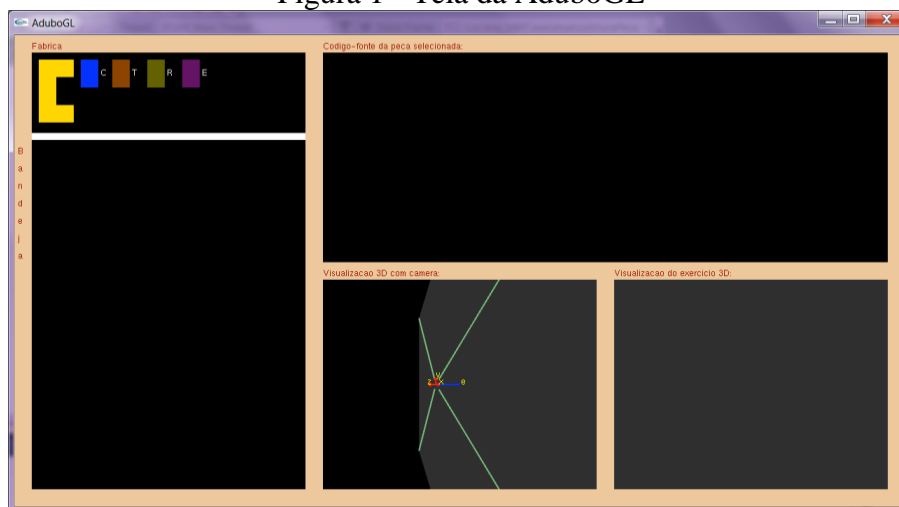 Figura 1 - Tela da AduboGL
AduboGL
Fabrica
C T R E
Bandeja
Codigo-fonte da peca selecionada:
Visualizacao 3D com camera:
z y x e
Visualizacao do exercicio 3D: